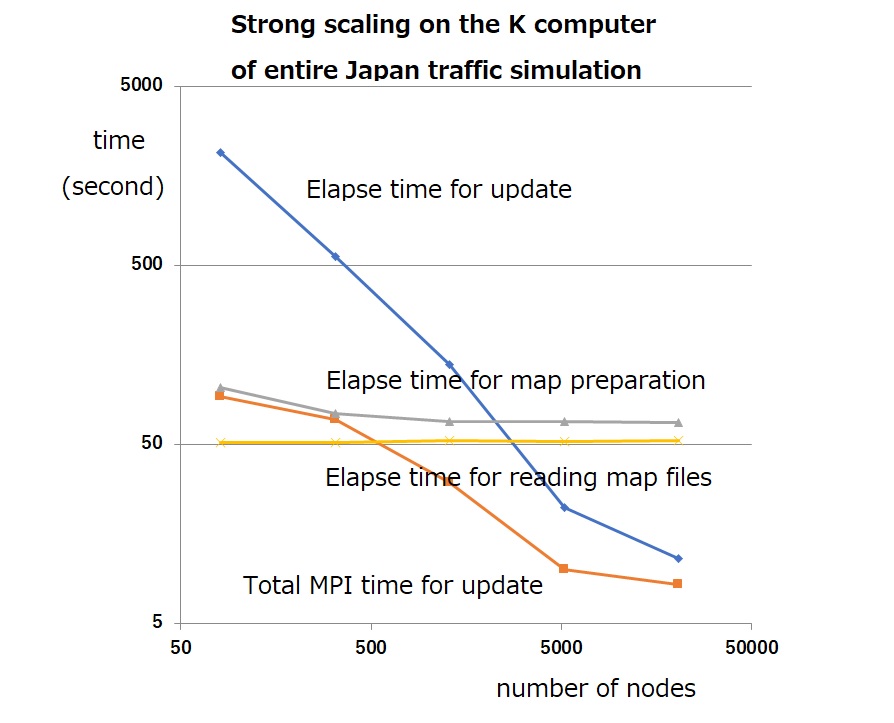 Strong scaling on the K computer
of entire Japan traffic simulation
5000
time
(second)
Elapse time for update
500
Elapse time for map preparation
50
Elapse time for reading map files
Total MPI time for update
5
50 500 5000 50000
number of nodes